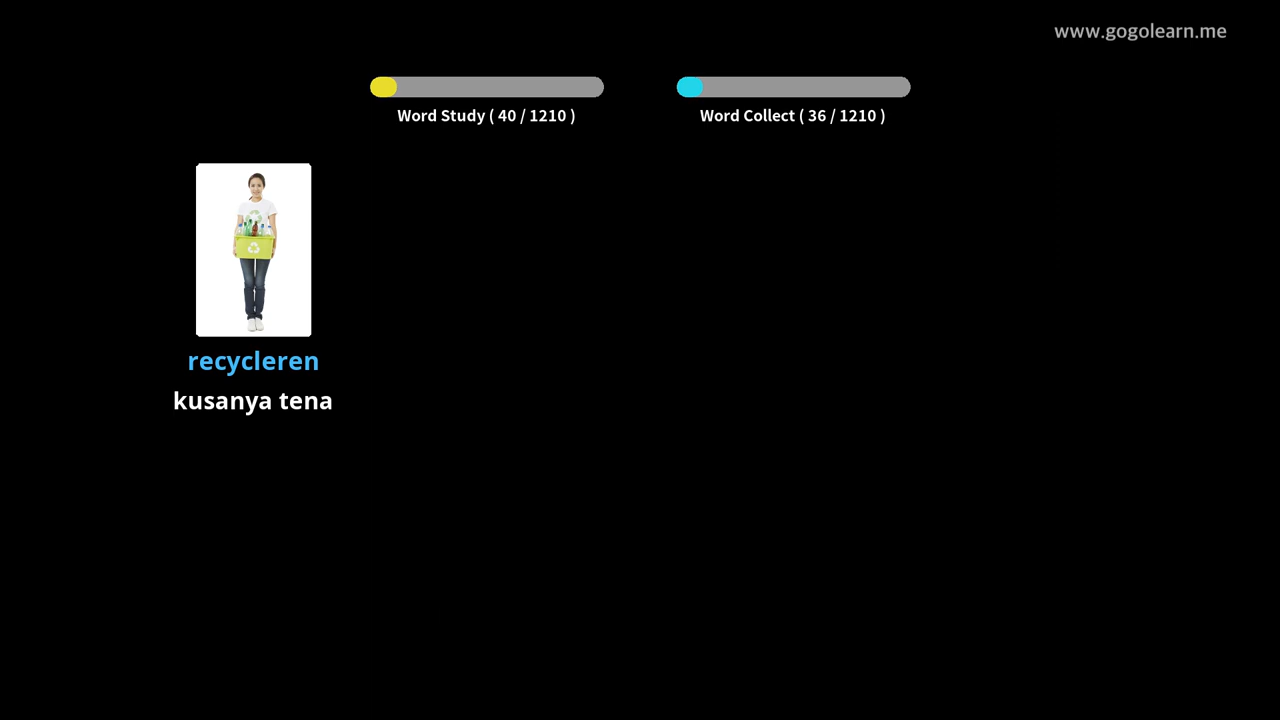 www.gogolearn.me
Word Study ( 40 / 1210 )
Word Collect ( 36 / 1210 )
recycleren
kusanya tena